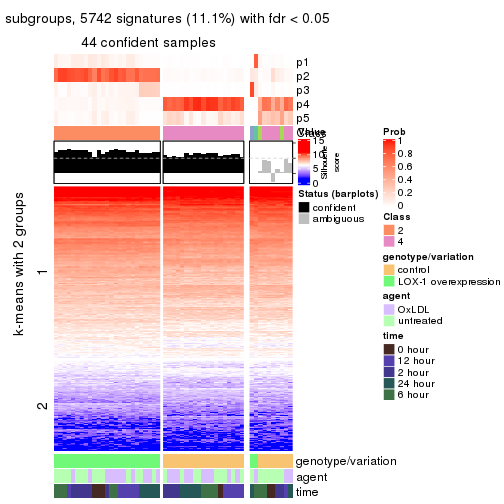 subgroups, 5742 signatures (11.1%) with fdr < 0.05
44 confident samples
p1
p2
p3
p4
p5
Class
Silhouette score
k-means with 2 groups
1
2
genotype/variation
agent
time
Value
15
10
5
0
Status (barplots)
confident
ambiguous
Prob
1
0.8
0.6
0.4
0.2
0
Class
2
4
genotype/variation
control
LOX-1 overexpression
agent
OxLDL
untreated
time
0 hour
12 hour
2 hour
24 hour
6 hour